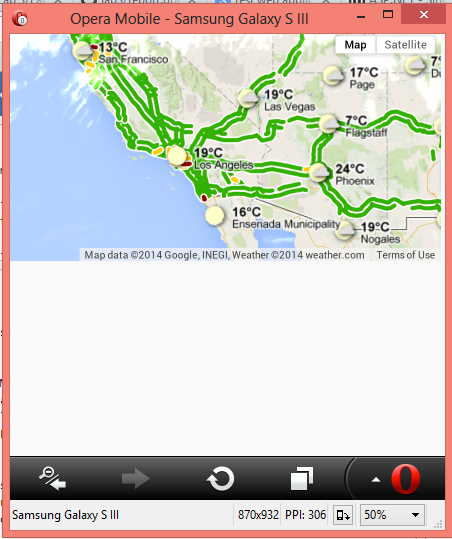 Opera Mobile - Samsung Galaxy S III
Map Satellite
13°C
San Francisco
17°C
Page
7°
Du
19°C
Las Vegas
7°C
Flagstaff
19°C
Los Angeles
24°C
Phoenix
16°C
Ensenada Municipality
19°C
Nogales
Map data ©2014 Google, INEGI, Weather ©2014 weather.com Terms of Use
Samsung Galaxy S III 870x932 PPI: 306 50%